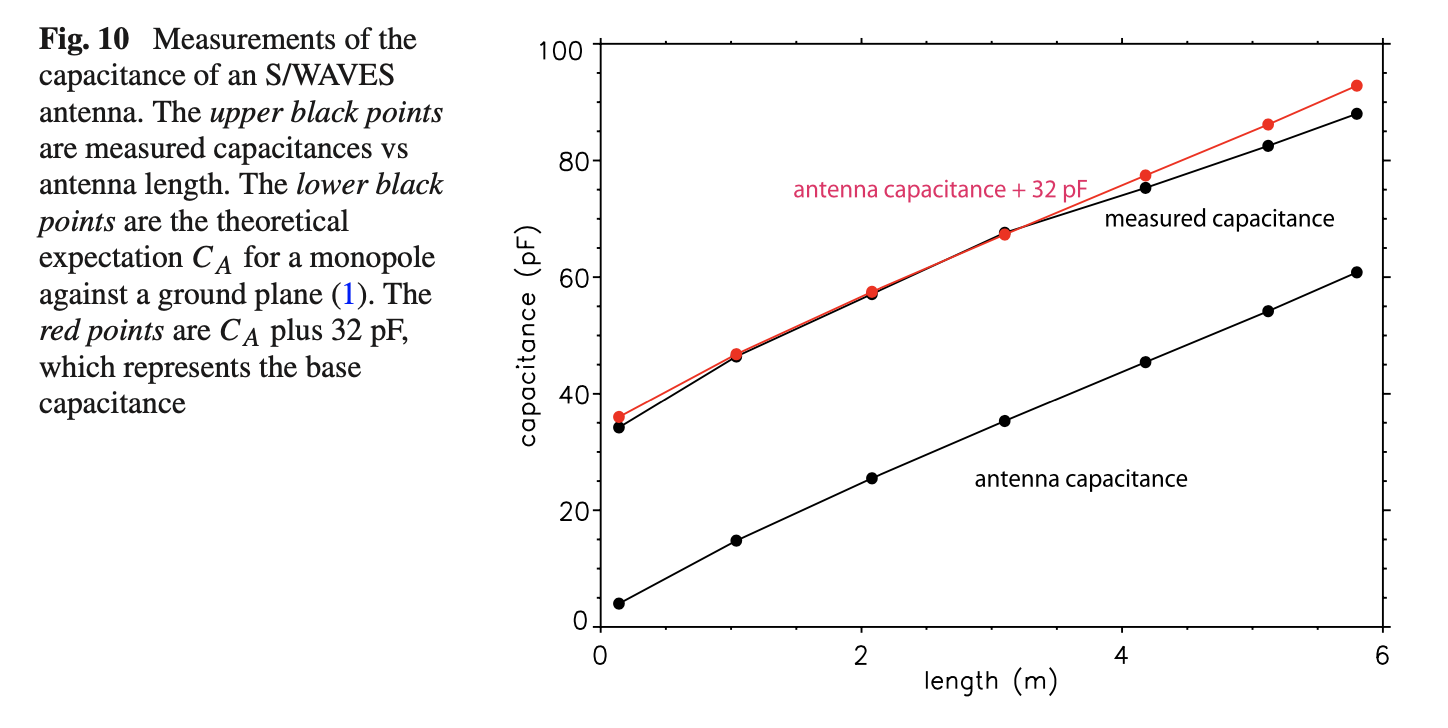 Fig. 10 Measurements of the
capacitance of an S/WAVES
antenna. The upper black points
are measured capacitances vs
antenna length. The lower black
points are the theoretical
expectation C_A for a monopole
against a ground plane (1). The
red points are C_A plus 32 pF,
which represents the base
capacitance
100
80
60
40
20
0
capacitance (pF)
antenna capacitance + 32 pF
measured capacitance
antenna capacitance
0 2 4 6
length (m)